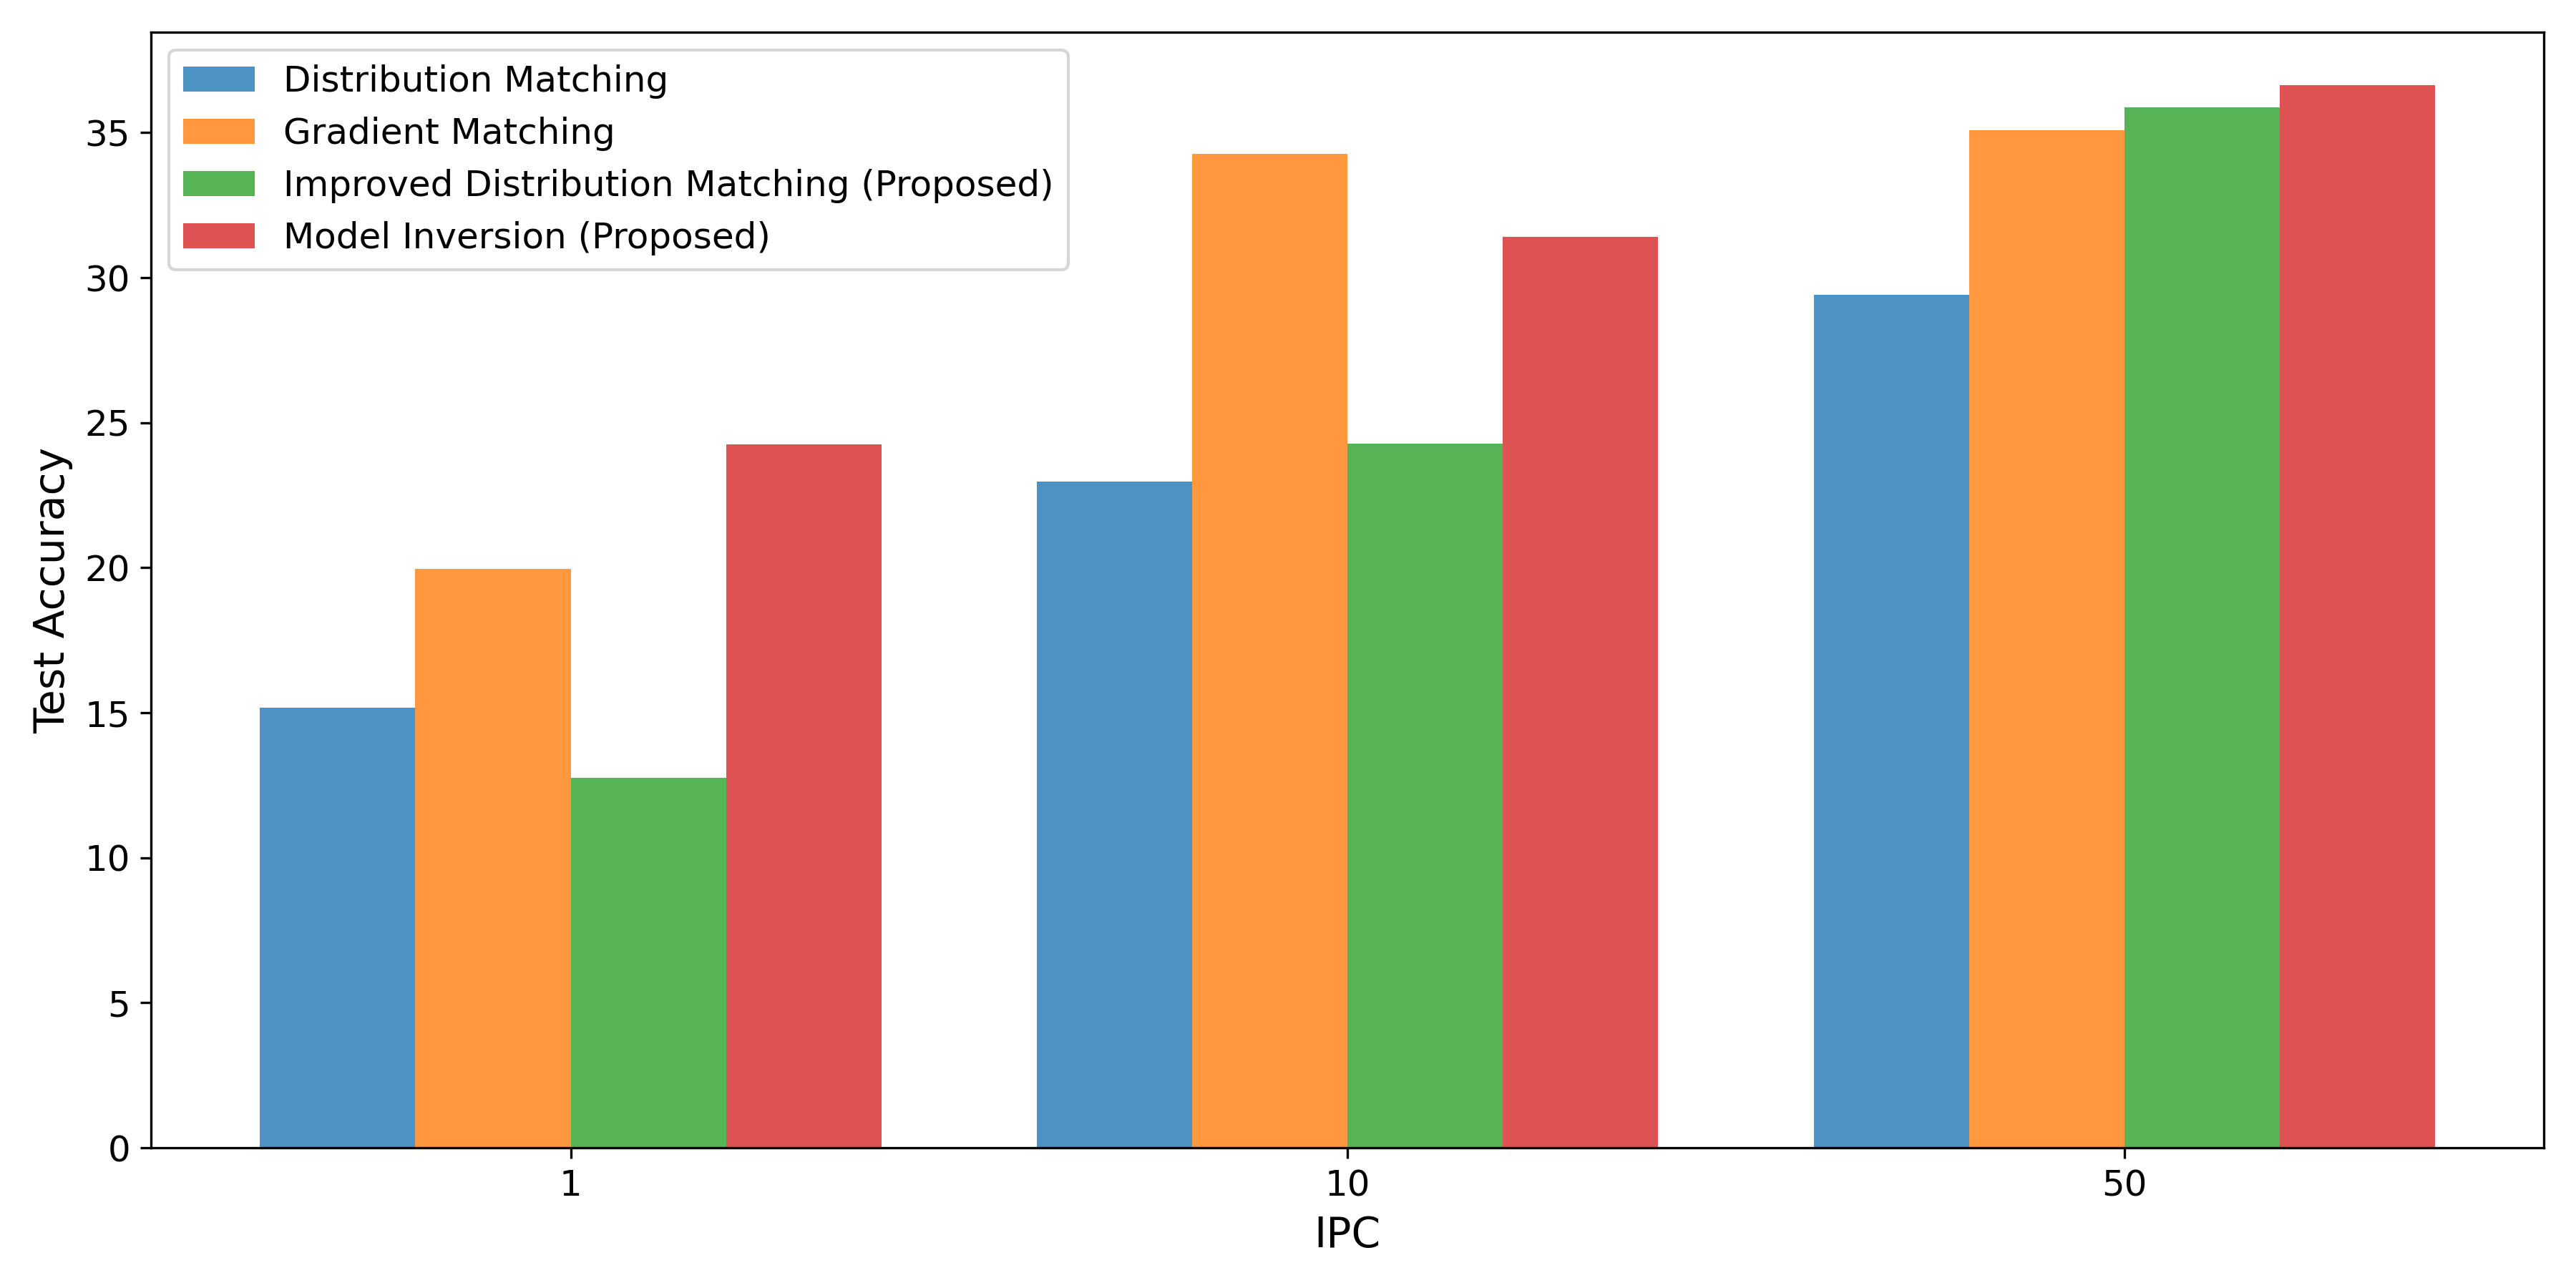 Distribution Matching
Gradient Matching
Improved Distribution Matching (Proposed)
Model Inversion (Proposed)
Test Accuracy
35
30
25
20
15
10
5
0
1
10
50
IPC